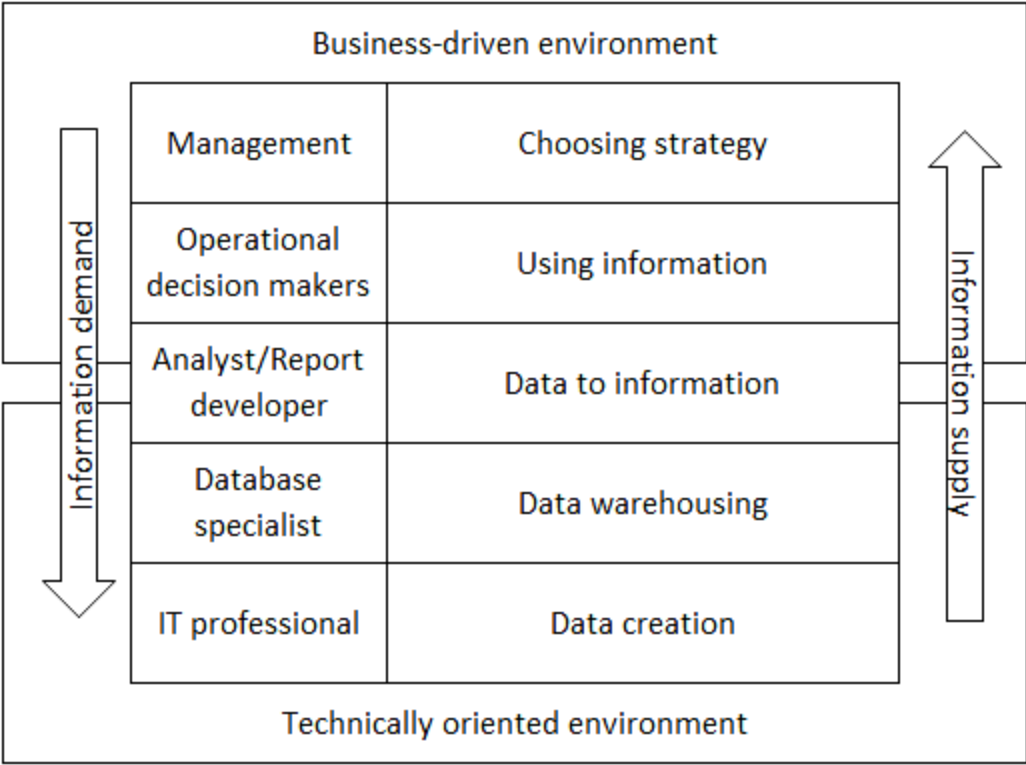 Business-driven environment
Management
Choosing strategy
Operational
decision makers
Using information
Analyst/Report
developer
Data to information
Database
specialist
Data warehousing
IT professional
Data creation
Information demand
Information supply
Technically oriented environment